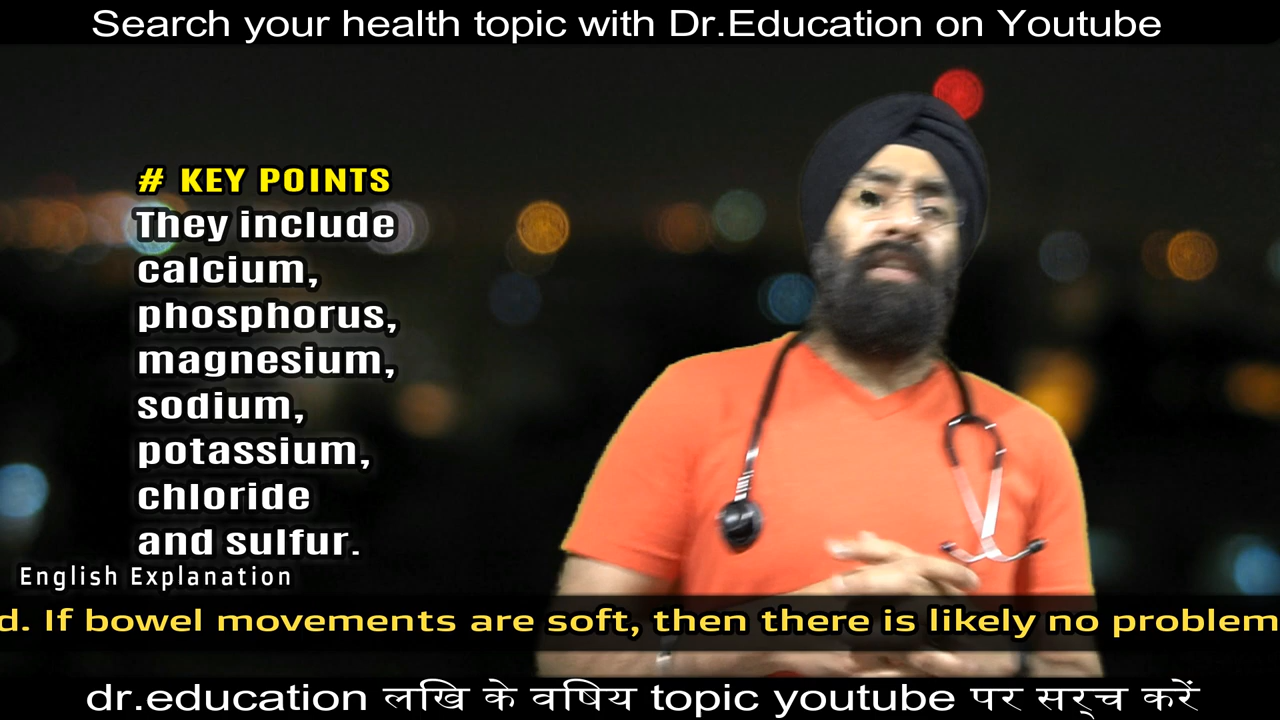 Search your health topic with Dr.Education on Youtube
# KEY POINTS
They include
calcium,
phosphorus,
magnesium,
sodium,
potassium,
chloride
and sulfur.
English Explanation
d. If bowel movements are soft, then there is likely no problem
dr.education लखि के वषिय topic youtube पर सर्च करें